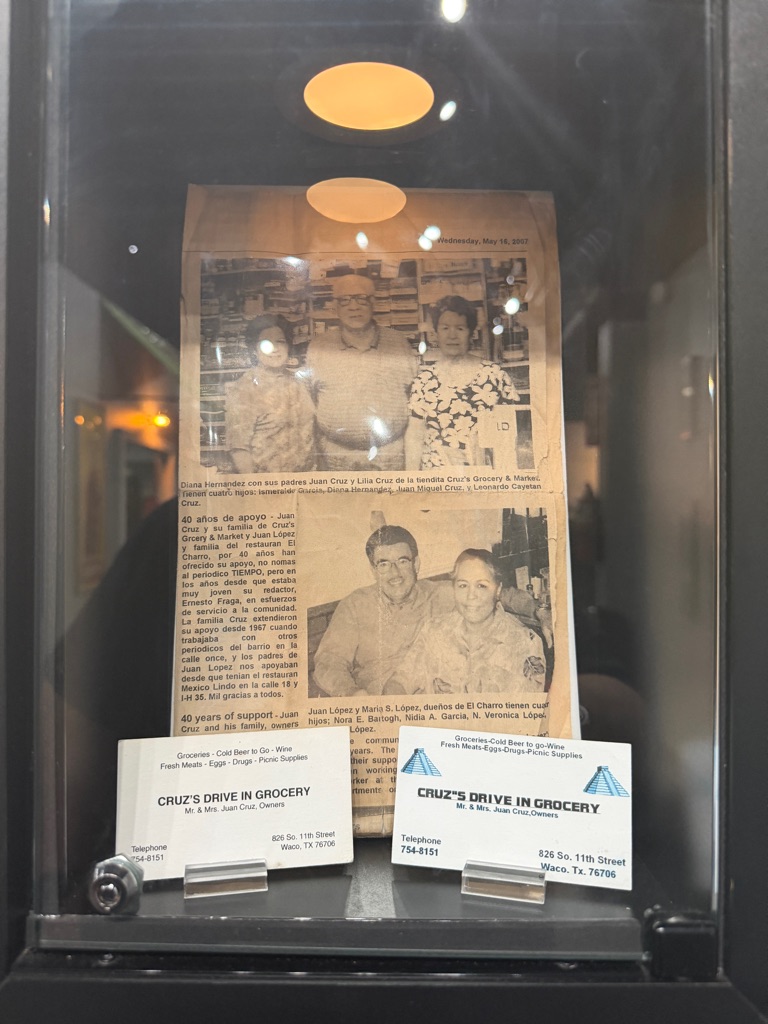 Wednesday, May 16, 2007
Diana Hernandez con sus padres Juan Cruz y Lilia Cruz de la tiendita Cruz's Grocery & Market.
Tienen cuatro hijos: Ismeralda Garcia, Diana Hernandez, Juan Miguel Cruz, y Leonardo Cayetan
Cruz.
40 años de apoyo - Juan
Cruz y su familia de Cruz's
Grcery & Market y Juan López
y familia del restauran El
Charro, por 40 años han
ofrecido su apoyo, no nomas
al periodico TIEMPO, pero en
los años desde que estaba
muy joven su redactor,
Ernesto Fraga, en esfuerzos
de servicio a la comunidad.
La familia Cruz extendieron
su apoyo desde 1967 cuando
trabajaba con otros
periodicos del barrio en la
calle once, y los padres de
Juan Lopez nos apoyaban
desde que tenian el restauran
Mexico Lindo en la calle 18 y
I-H 35. Mil gracias a todos.
40 years of support - Juan
Cruz and his family, owners
Juan López y Maria S. López, dueños de El Charro tienen cuat
hijos; Nora E. Bartogh, Nidia A. Garcia, N. Veronica López,
López.
commun
years. The
their suppo
working
Groceries - Cold Beer to Go - Wine
Fresh Meats - Eggs - Drugs - Picnic Supplies
CRUZ'S DRIVE IN GROCERY
Mr. & Mrs. Juan Cruz, Owners
Telephone
754-8151
826 So. 11th Street
Waco, TX 76706
Groceries-Cold Beer to go-Wine
Fresh Meats-Eggs-Drugs-Picnic Supplies
CRUZ"S DRIVE IN GROCERY
Mr. & Mrs. Juan Cruz,Owners
Telephone
754-8151
826 So. 11th Street
Waco. Tx. 76706